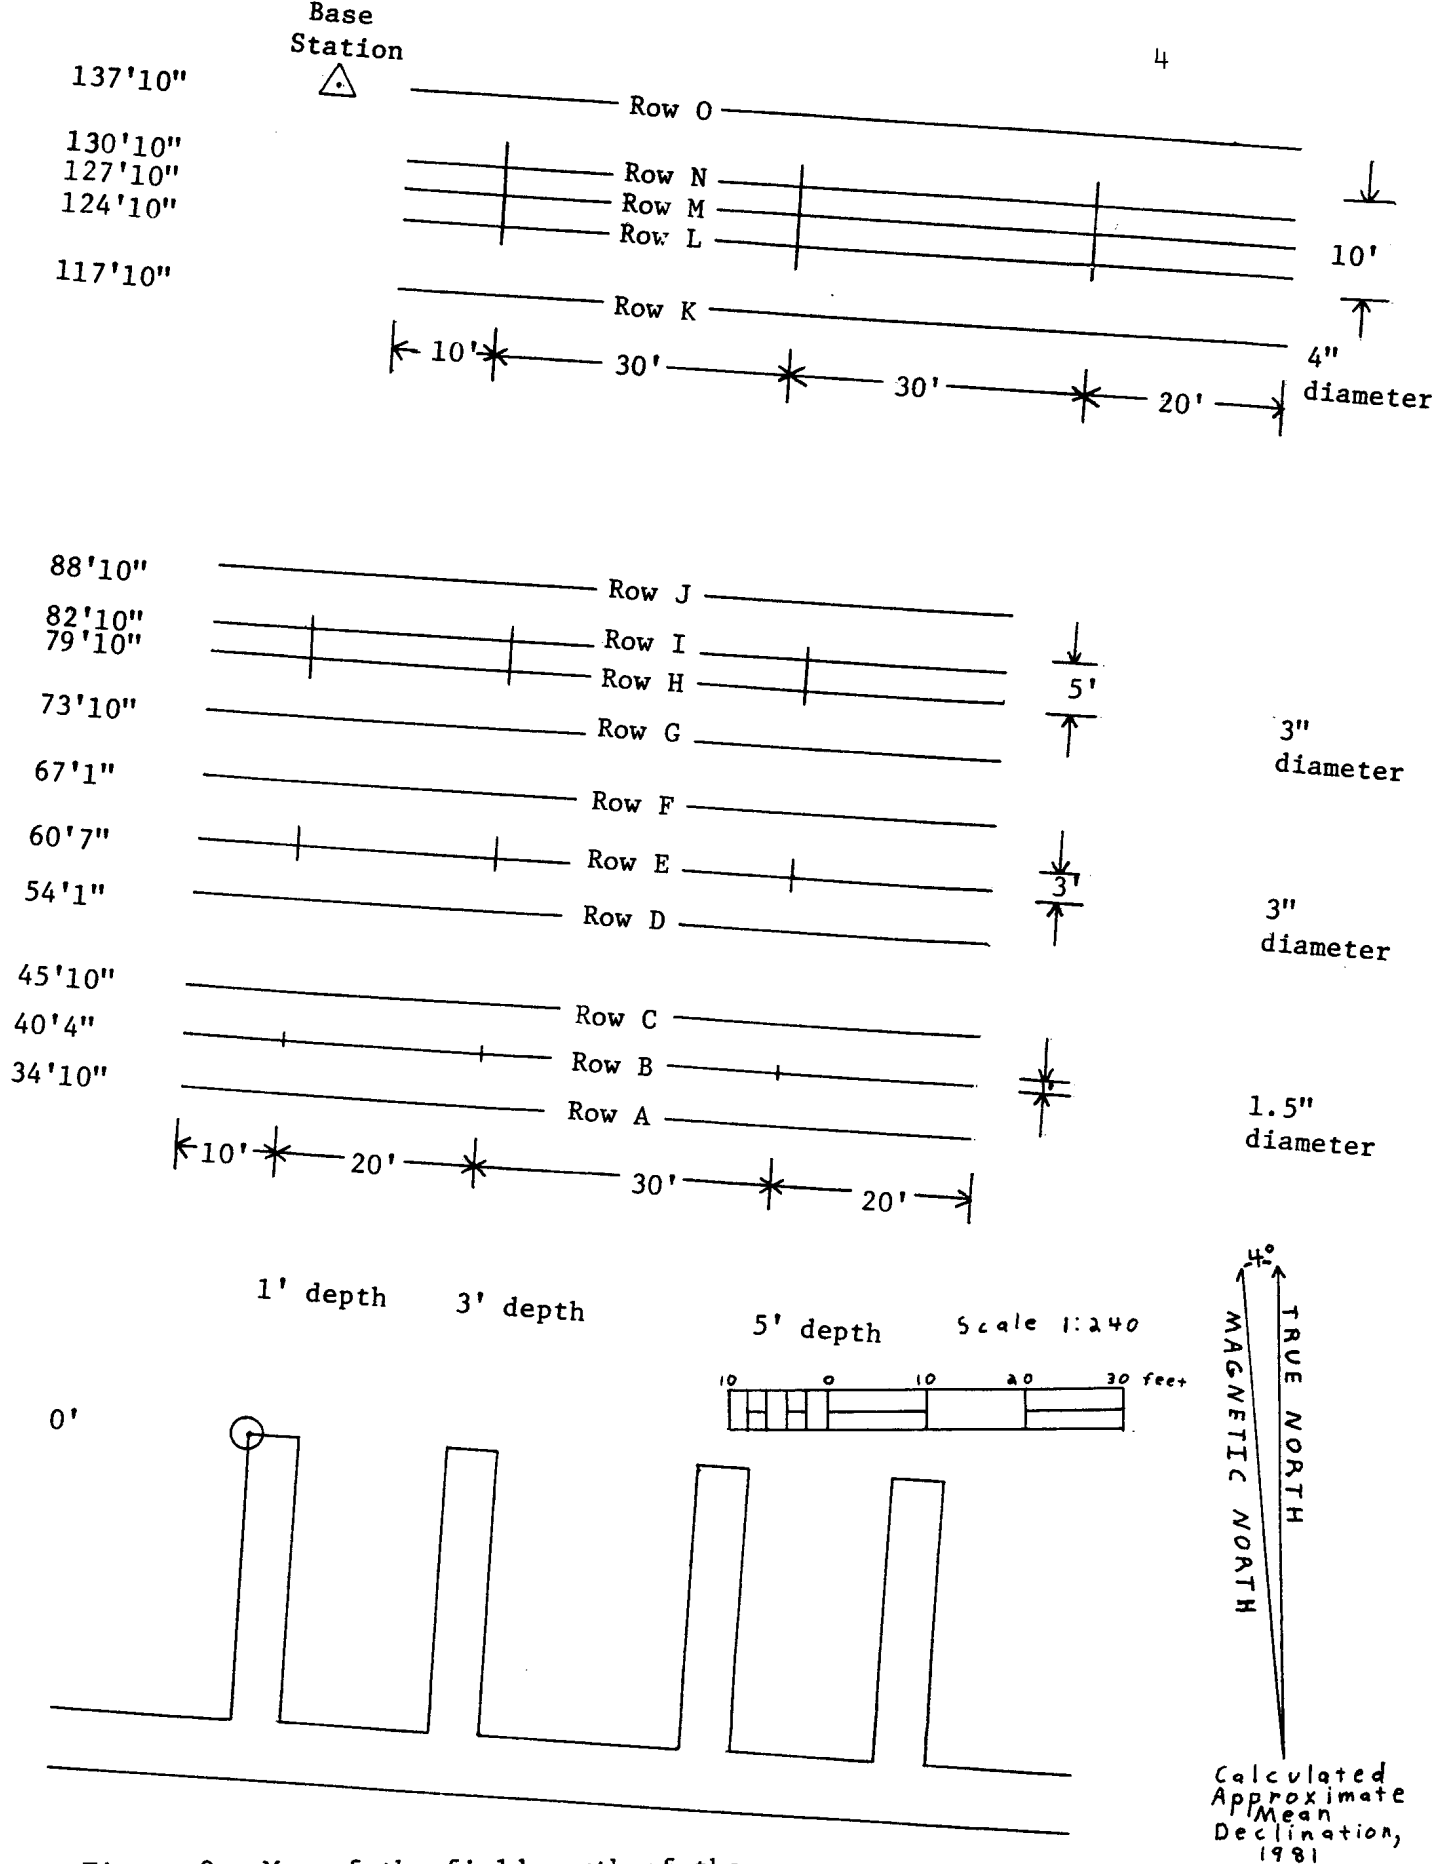 4
Base
Station
137'10"
Row O
130'10"
Row N
127'10"
Row M
124'10"
Row L
10'
117'10"
Row K
10' 30' 30' 20'
4"
diameter
88'10"
Row J
82'10"
Row I
79'10"
Row H
5'
73'10"
Row G
3"
diameter
67'1"
Row F
60'7"
Row E
3'
54'1"
Row D
3"
diameter
45'10"
Row C
40'4"
Row B
1'
34'10"
Row A
1.5"
diameter
10' 20' 30' 20'
1' depth 3' depth 5' depth
Scale 1:240
10 0 10 20 30 feet
4°
MAGNETIC NORTH
TRUE NORTH
0'
Calculated
Approximate
Mean
Declination,
1981